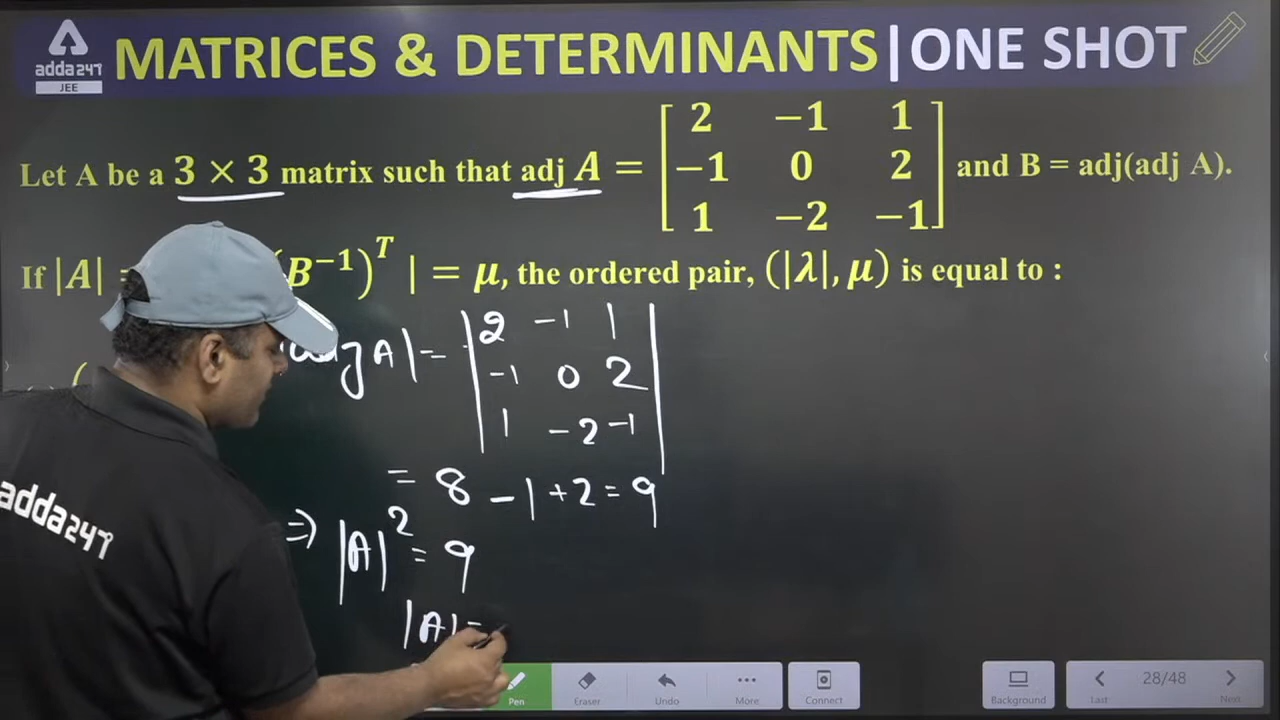 adda247
JEE
MATRICES & DETERMINANTS | ONE SHOT
Let A be a 3 × 3 matrix such that adj A = [2 −1 1
−1 0 2
1 −2 −1] and B = adj(adj A).
If |A| = B⁻¹)ᵀ | = μ, the ordered pair, (|λ|, μ) is equal to :
adj A| = |2 -1 1
-1 0 2
1 -2 -1|
= 8 - 1 + 2 = 9
⇒ |A|² = 9
|A| =
adda247
Pen
Eraser
Undo
More
Connect
Background
Last
28/48
Next